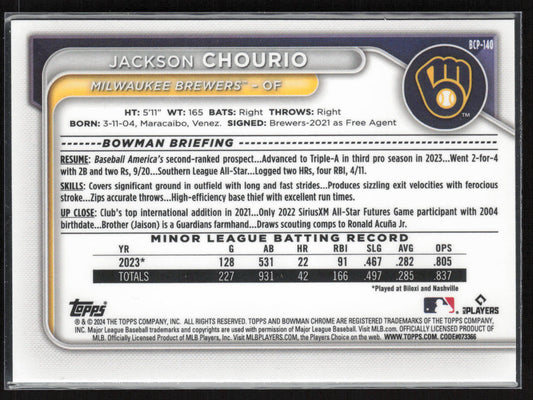 JACKSON CHOURIO
BCP-140
MILWAUKEE BREWERS™ – OF
HT: 5'11" WT: 165 BATS: Right THROWS: Right
BORN: 3-11-04, Maracaibo, Venez. SIGNED: Brewers-2021 as Free Agent
BOWMAN BRIEFING
RESUME: Baseball America's second-ranked prospect...Advanced to Triple-A in third pro season in 2023...Went 2-for-4
with 2B and two Rs, 9/20...Southern League All-Star...Logged two HRs, four RBI, 4/11.
SKILLS: Covers significant ground in outfield with long and fast strides...Produces sizzling exit velocities with ferocious
stroke...Zips accurate throws...High-efficiency base thief with excellent run times.
UP CLOSE: Club's top international addition in 2021...Only 2022 SiriusXM All-Star Futures Game participant with 2004
birthdate...Brother (Jaison) is a Guardians farmhand...Draws scouting comps to Ronald Acuña Jr.
MINOR LEAGUE BATTING RECORD
YR G AB HR RBI SLG AVG OPS
2023* 128 531 22 91 .467 .282 .805
TOTALS 227 931 42 166 .497 .285 .837
*Played at Biloxi and Nashville
Topps
MLB PLAYERS
® & © 2024 THE TOPPS COMPANY, INC. ALL RIGHTS RESERVED. TOPPS AND BOWMAN CHROME ARE REGISTERED TRADEMARKS OF THE TOPPS COMPANY,
INC. Major League Baseball trademarks and copyrights are used with permission of Major League Baseball. Visit MLB.com. OFFICIALLY LICENSED PRODUCT OF
MLB. OFFICIALLY LICENSED PRODUCT OF MLB PLAYERS, INC. Visit MLBPLAYERS.com, the Players Choice on the web. WWW.TOPPS.COM. CODE#073366